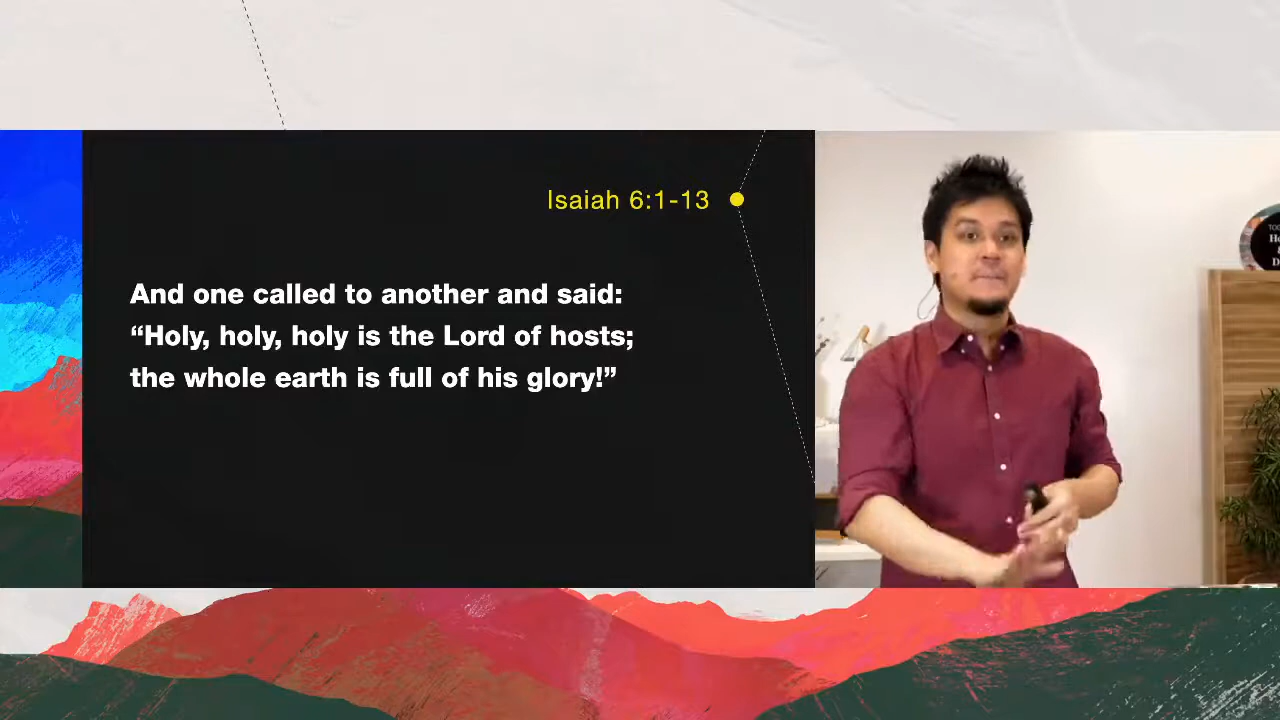 Isaiah 6:1-13
And one called to another and said:
“Holy, holy, holy is the Lord of hosts;
the whole earth is full of his glory!”